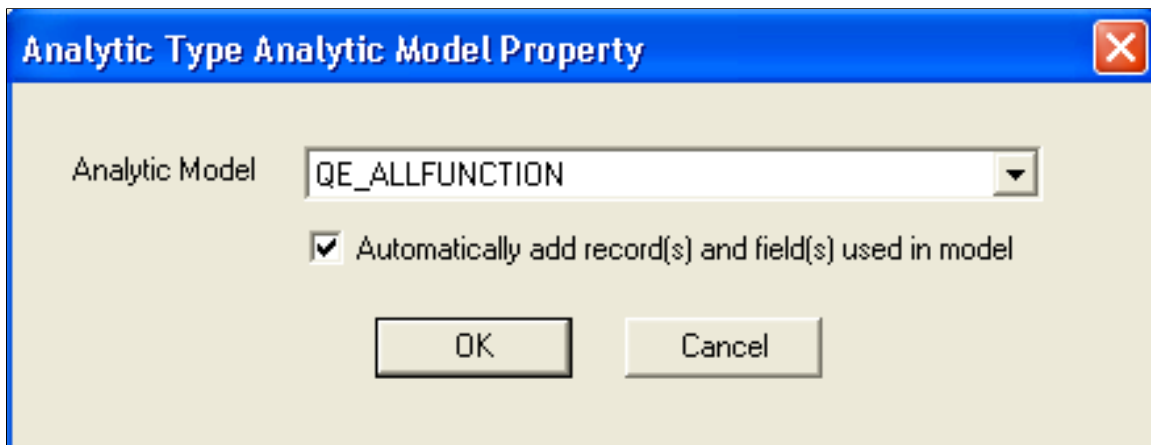 Analytic Type Analytic Model Property
Analytic Model QE_ALLFUNCTION
Automatically add record(s) and field(s) used in model
OK Cancel